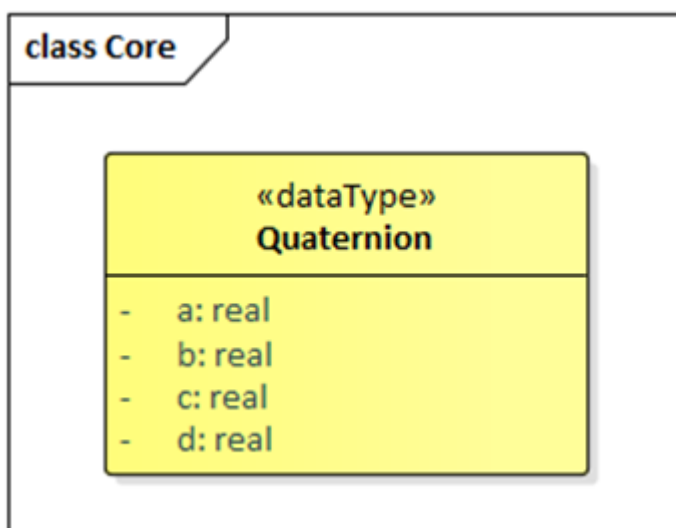 class Core
«dataType»
Quaternion
- a: real
- b: real
- c: real
- d: real